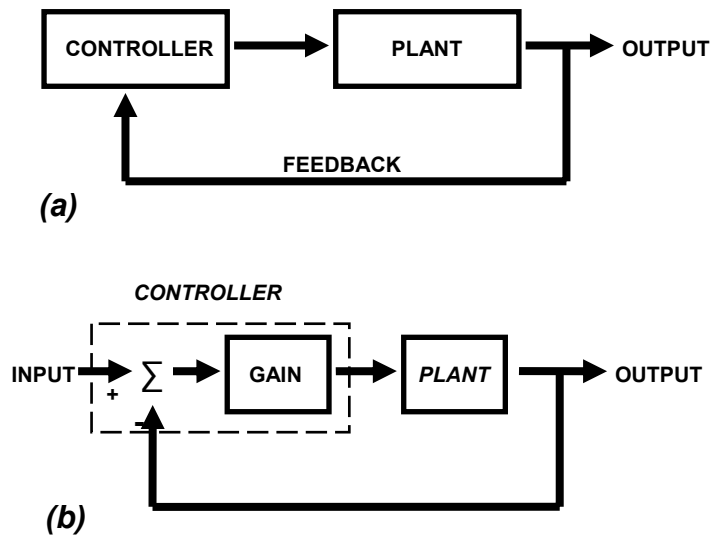 CONTROLLER PLANT OUTPUT
FEEDBACK
(a)
CONTROLLER
INPUT + Σ GAIN PLANT OUTPUT
-
(b)